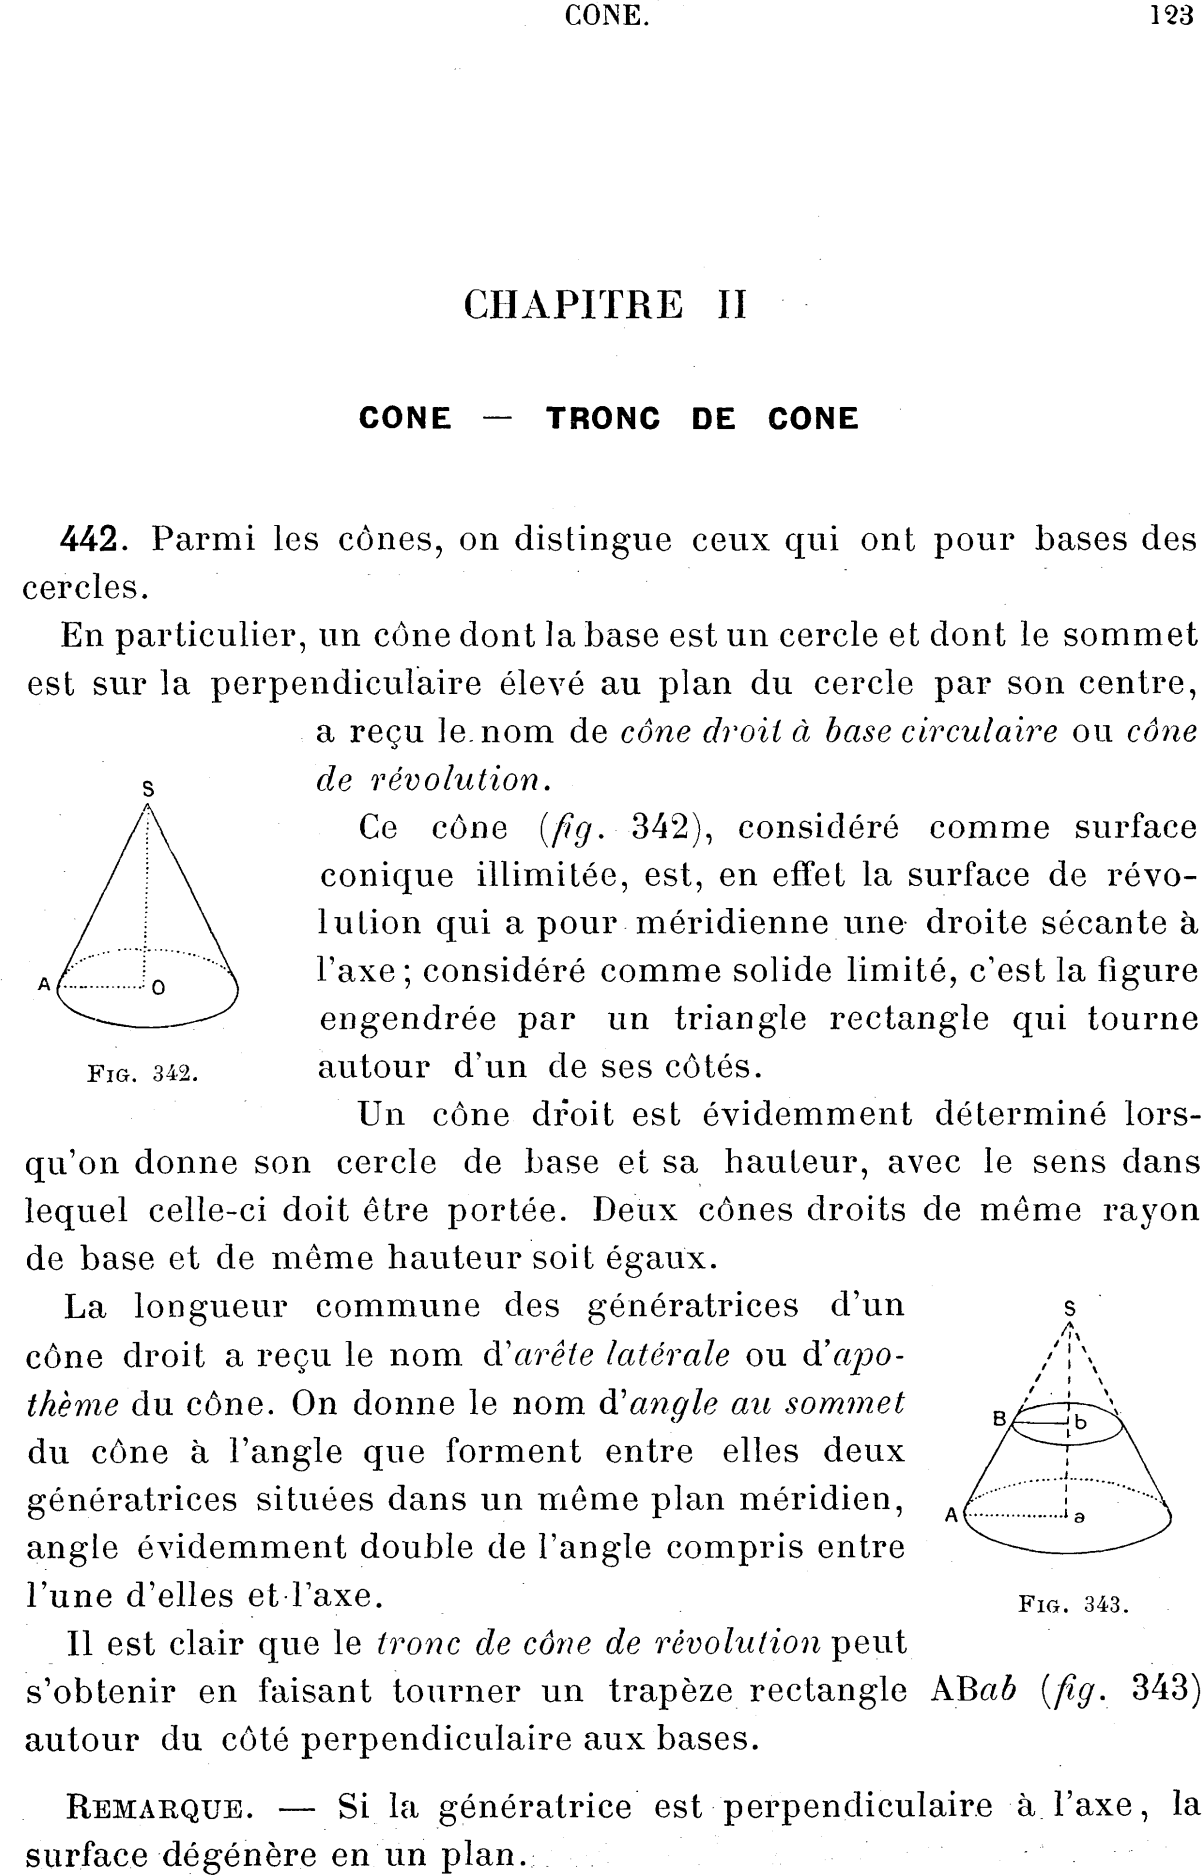 CONE.
123
CHAPITRE II
CONE — TRONC DE CONE
442. Parmi les cônes, on distingue ceux qui ont pour bases des
cercles.
En particulier, un cône dont la base est un cercle et dont le sommet
est sur la perpendiculaire élevé au plan du cercle par son centre,
a reçu le nom de cône droit à base circulaire ou cône
de révolution.
Ce cône (fig. 342), considéré comme surface
conique illimitée, est, en effet la surface de révo-
lution qui a pour méridienne une droite sécante à
l'axe ; considéré comme solide limité, c'est la figure
engendrée par un triangle rectangle qui tourne
autour d'un de ses côtés.
S
A
O
FIG. 342.
Un cône droit est évidemment déterminé lors-
qu'on donne son cercle de base et sa hauteur, avec le sens dans
lequel celle-ci doit être portée. Deux cônes droits de même rayon
de base et de même hauteur soit égaux.
La longueur commune des génératrices d'un
cône droit a reçu le nom d'arête latérale ou d'apo-
thème du cône. On donne le nom d'angle au sommet
du cône à l'angle que forment entre elles deux
génératrices situées dans un même plan méridien,
angle évidemment double de l'angle compris entre
l'une d'elles et l'axe.
S
B
b
A
a
FIG. 343.
Il est clair que le tronc de cône de révolution peut
s'obtenir en faisant tourner un trapèze rectangle ABab (fig. 343)
autour du côté perpendiculaire aux bases.
REMARQUE. — Si la génératrice est perpendiculaire à l'axe, la
surface dégénère en un plan.